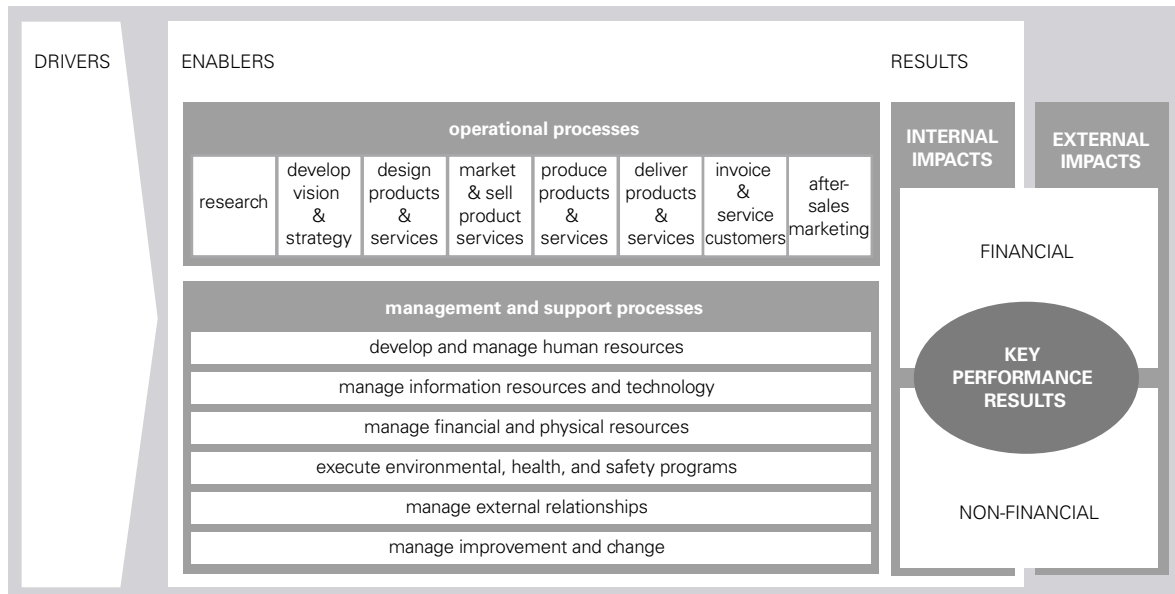 DRIVERS
ENABLERS
RESULTS
operational processes
research
develop
vision
&
strategy
design
products
&
services
market
& sell
product
services
produce
products
&
services
deliver
products
&
services
invoice
&
service
customers
after-
sales
marketing
management and support processes
develop and manage human resources
manage information resources and technology
manage financial and physical resources
execute environmental, health, and safety programs
manage external relationships
manage improvement and change
INTERNAL
IMPACTS
EXTERNAL
IMPACTS
FINANCIAL
KEY
PERFORMANCE
RESULTS
NON-FINANCIAL